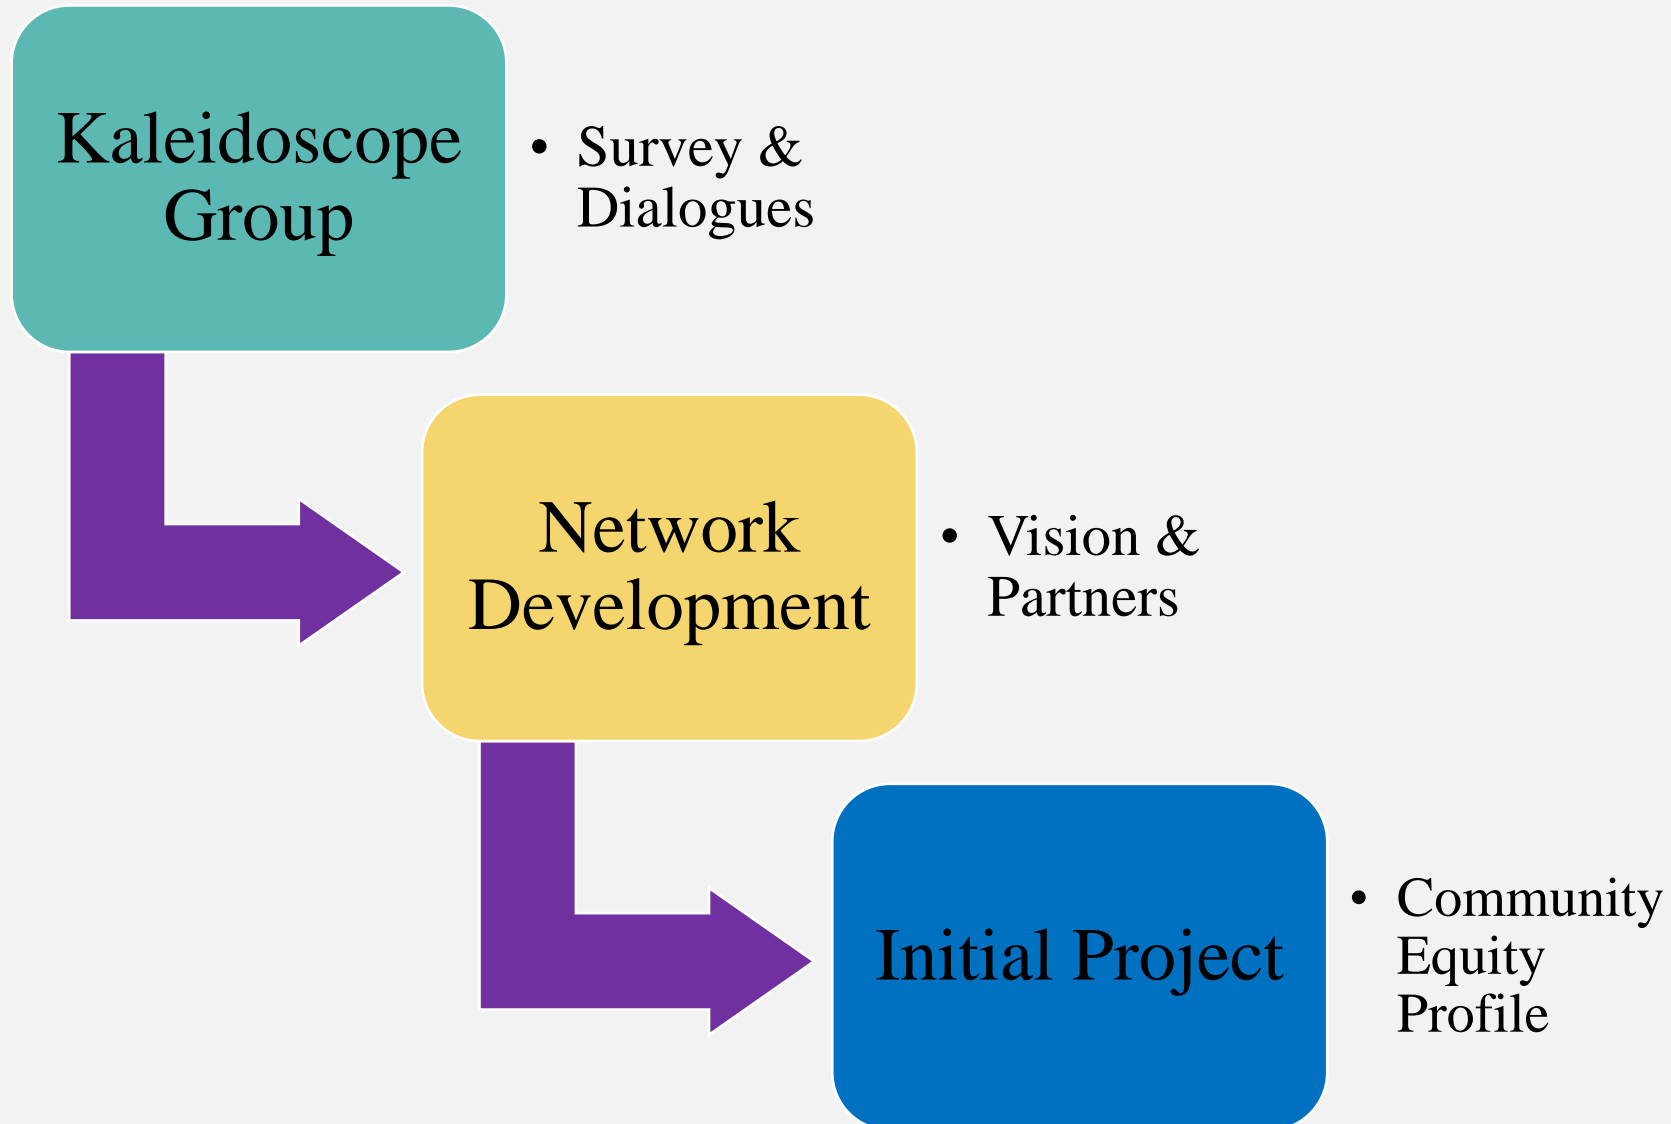 Kaleidoscope
Group
• Survey &
Dialogues
Network
Development
• Vision &
Partners
Initial Project
• Community
Equity
Profile